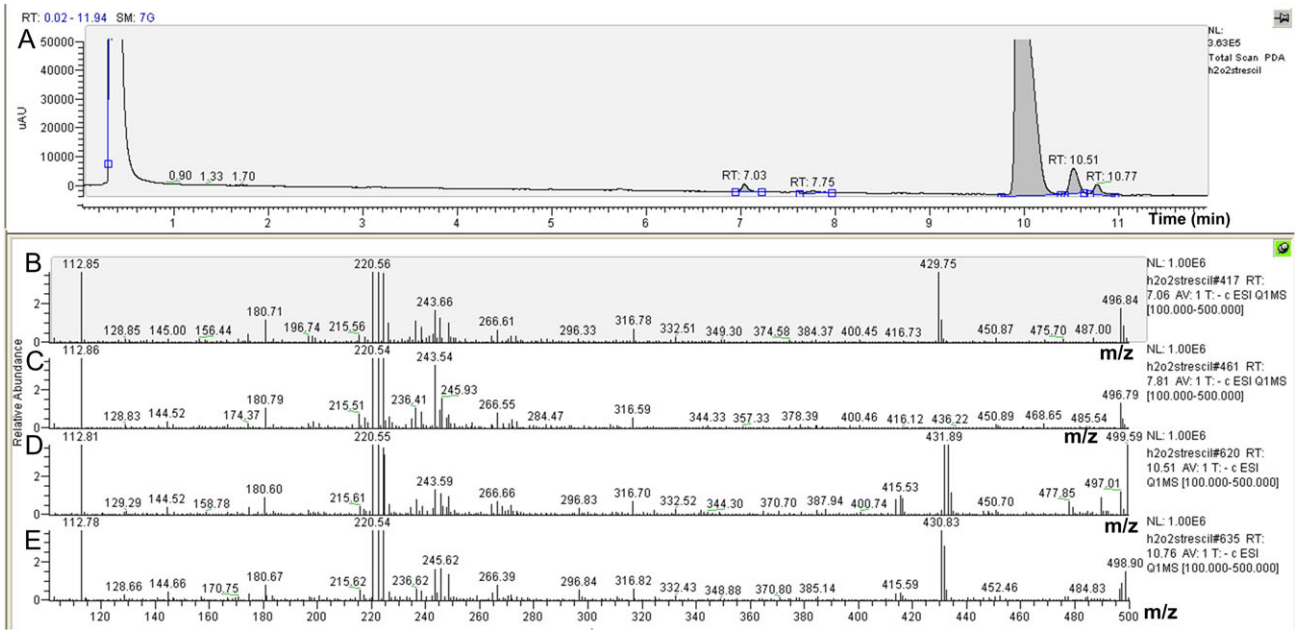 RT: 0.02 - 11.94 SM: 7G
A
NL:
3.63E5
Total Scan PDA
h2o2strescil
50000
40000
30000
20000
10000
0
uAU
0.90 1.33 1.70
RT: 7.03
RT: 7.75
RT: 10.51
RT: 10.77
1 2 3 4 5 6 7 8 9 10 11
Time (min)
Relative Abundance
B
112.85 220.56 429.75
128.85 145.00 156.44 180.71 196.74 215.56 243.66 266.61 296.33 316.78 332.51 349.30 374.58 384.37 400.45 416.73 450.87 475.70 487.00 496.84
2
0
m/z
NL: 1.00E6
h2o2strescil#417 RT:
7.06 AV: 1 T: - c ESI Q1MS
[100.000-500.000]
C
112.86 220.54 243.54
128.83 144.52 174.37 180.79 215.51 236.41 245.93 266.55 284.47 316.59 344.33 357.33 378.39 400.46 416.12 436.22 450.89 468.65 485.54 496.79
2
0
m/z
NL: 1.00E6
h2o2strescil#461 RT:
7.81 AV: 1 T: - c ESI Q1MS
[100.000-500.000]
D
112.81 220.55 431.89 499.59
129.29 144.52 158.78 180.60 215.61 243.59 266.66 296.83 316.70 332.52 344.30 370.70 387.94 400.74 415.53 450.70 477.85 497.01
2
0
m/z
NL: 1.00E6
h2o2strescil#620 RT:
10.51 AV: 1 T: - c ESI
Q1MS [100.000-500.000]
E
112.78 220.54 430.83
128.66 144.66 170.75 180.67 215.62 236.62 245.62 266.39 296.84 316.82 332.43 348.88 370.80 385.14 415.59 452.46 484.83 498.90
2
0
NL: 1.00E6
h2o2strescil#635 RT:
10.76 AV: 1 T: - c ESI
Q1MS [100.000-500.000]
120 140 160 180 200 220 240 260 280 300 320 340 360 380 400 420 440 460 480 500
m/z